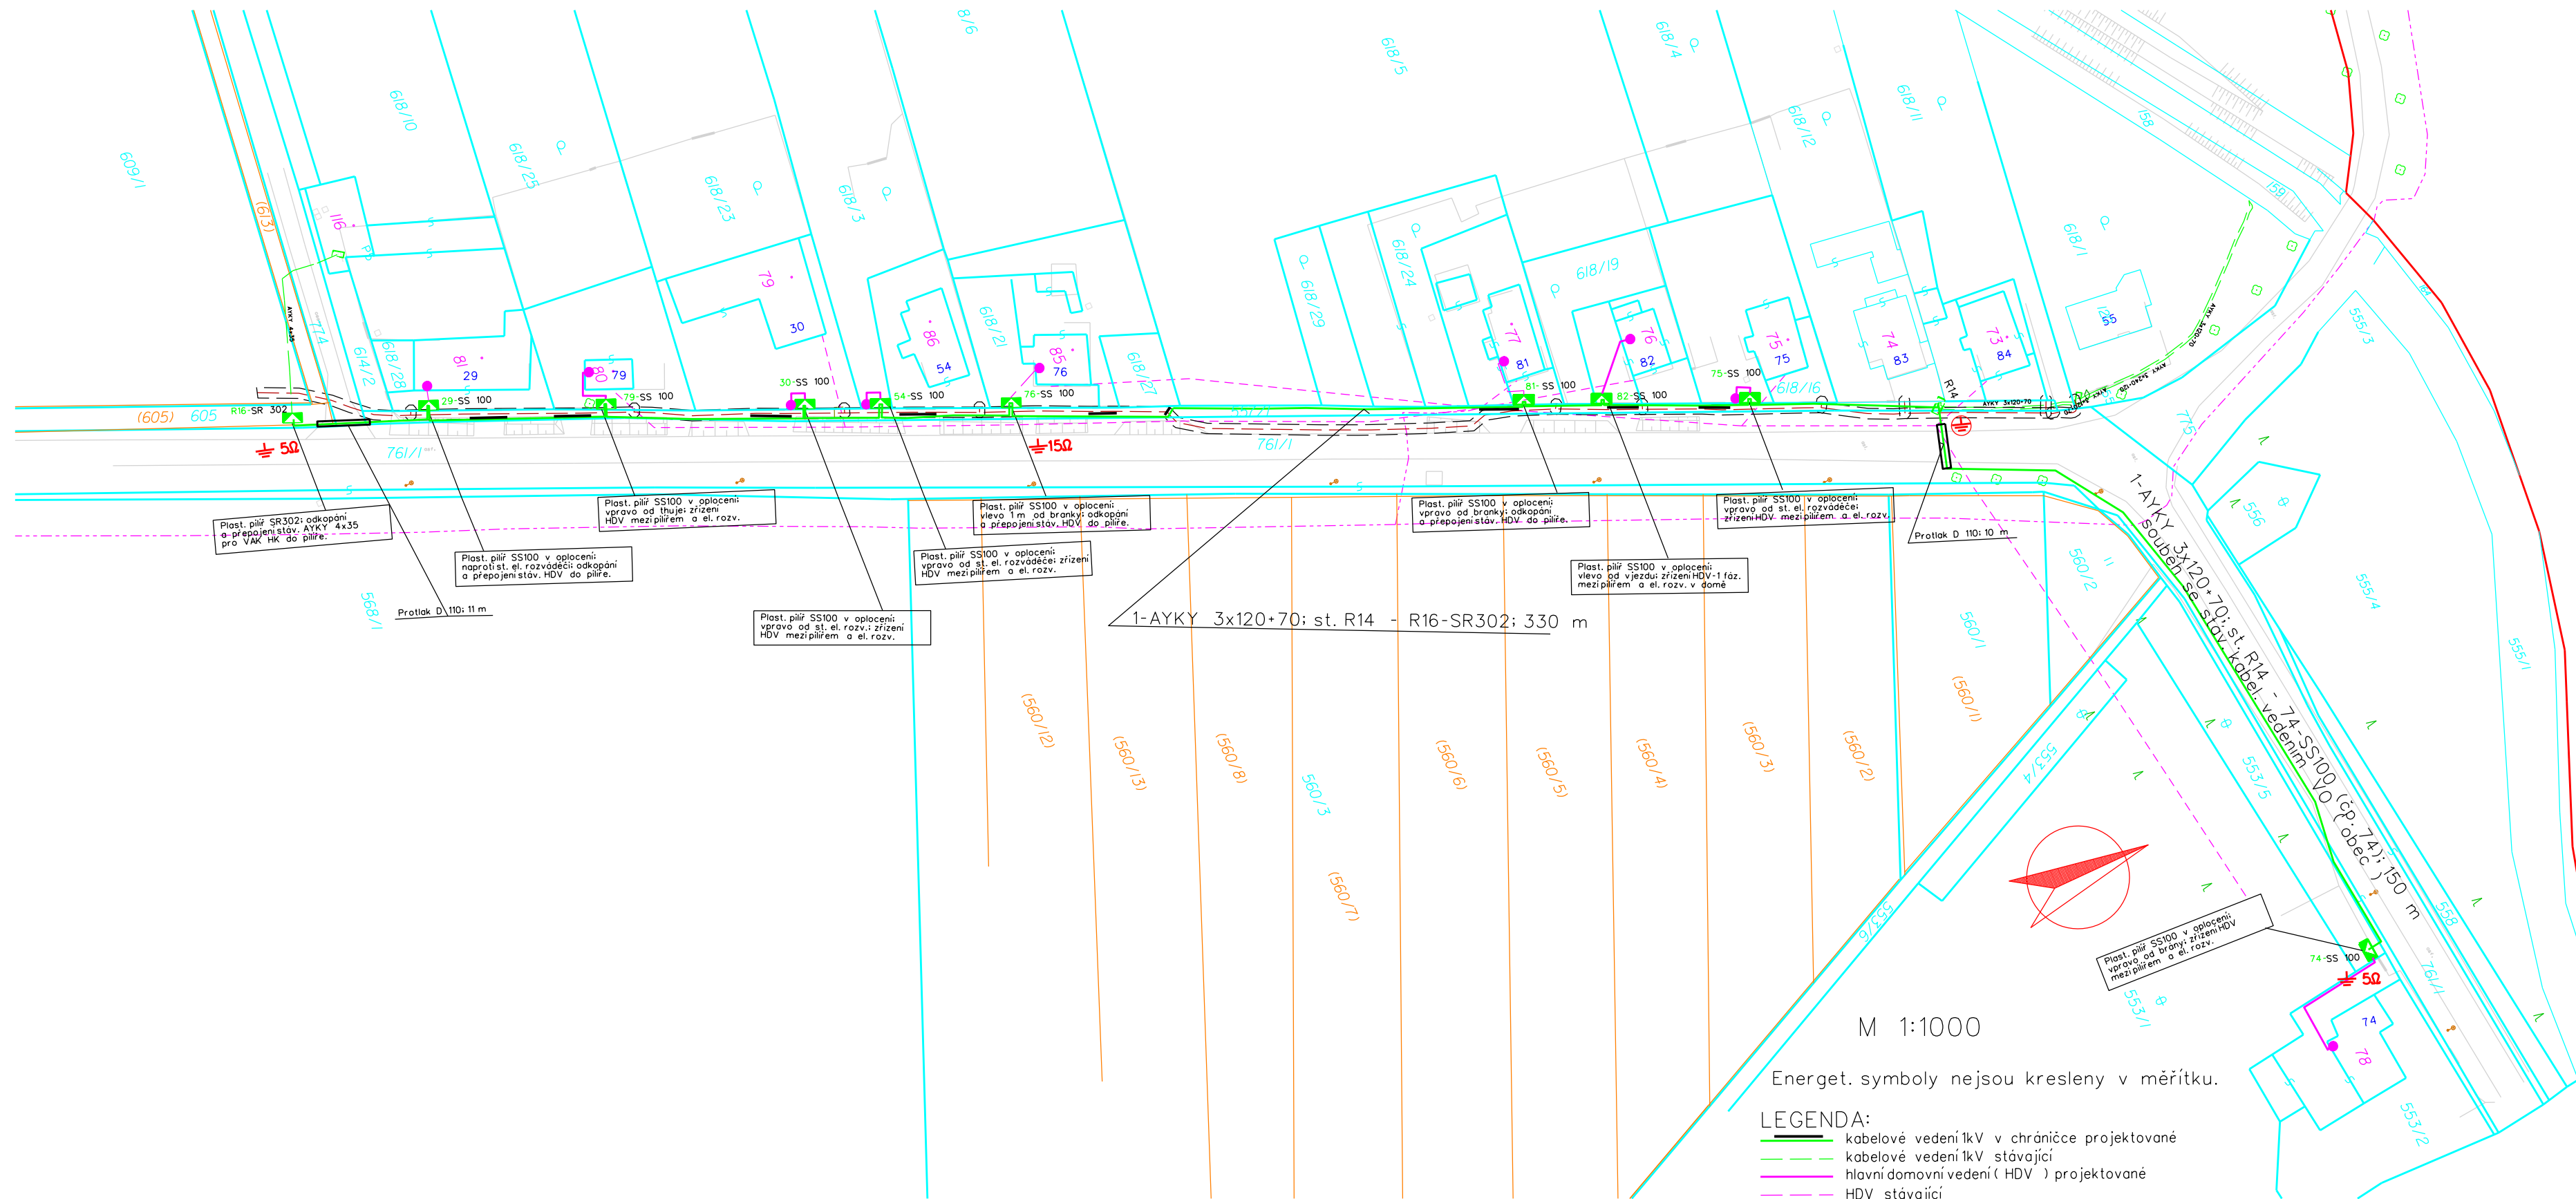 8/6
618/5
618/4
618/10
618/25
618/23
618/3
618/12
618/11
158
159
609/1
(613)
116
774
614/2
618/28
81
29
80
79
79
30
86
54
618/21
85
76
618/27
618/29
618/24
77
81
618/19
76
82
75
75
618/16
74
83
73
84
618/1
55
164
555/3
AYKY 4x35
AYKY 3x120+70
AYKY 3x240+120
AYKY 3x120+70
R14
(605) 605
R16-SR 302
29-SS 100
79-SS 100
30-SS 100
54-SS 100
76-SS 100
81-SS 100
82-SS 100
75-SS 100
5Ω
15Ω
761/1
761/1
775
556
555/4
555/1
Plast. pilíř SR302; odkopání
a přepojení stáv. AYKY 4x35
pro VAK HK do pilíře.
Plast. pilíř SS100 v oplocení;
naproti st. el. rozváděči; odkopání
a přepojení stáv. HDV do pilíře.
Plast. pilíř SS100 v oplocení;
vpravo od thuje; zřízení
HDV mezi pilířem a el. rozv.
Plast. pilíř SS100 v oplocení;
vpravo od st. el. rozv.; zřízení
HDV mezi pilířem a el. rozv.
Plast. pilíř SS100 v oplocení;
vpravo od st. el. rozváděče; zřízení
HDV mezi pilířem a el. rozv.
Plast. pilíř SS100 v oplocení;
vlevo 1 m od branky; odkopání
a přepojení stáv. HDV do pilíře.
Plast. pilíř SS100 v oplocení;
vpravo od branky; odkopání
a přepojení stáv. HDV do pilíře.
Plast. pilíř SS100 v oplocení;
vlevo od vjezdu; zřízení HDV-1 fáz.
mezi pilířem a el. rozv. v domě
Plast. pilíř SS100 v oplocení;
vpravo od st. el. rozváděče;
zřízení HDV mezi pilířem a el. rozv.
Protlak D 110; 11 m
Protlak D 110; 10 m
1-AYKY 3x120+70; st. R14 - R16-SR302; 330 m
1-AYKY 3x120+70; st. R14 - 74-SS100 (čp. 74); 150 m
souběh se stáv. kabel. vedením VO ( obec )
568/1
(560/12)
(560/13)
(560/8)
560/3
(560/7)
(560/6)
(560/5)
(560/4)
(560/3)
(560/2)
(560/1)
560/1
560/2
553/4
553/5
553/6
558
761/1
Plast. pilíř SS100 v oplocení;
vpravo od brány; zřízení HDV
mezi pilířem a el. rozv.
74-SS 100
5Ω
553/1
74
78
553/2
M 1:1000
Energet. symboly nejsou kresleny v měřítku.
LEGENDA:
kabelové vedení 1kV v chráničce projektované
kabelové vedení 1kV stávající
hlavní domovní vedení ( HDV ) projektované
HDV stávající